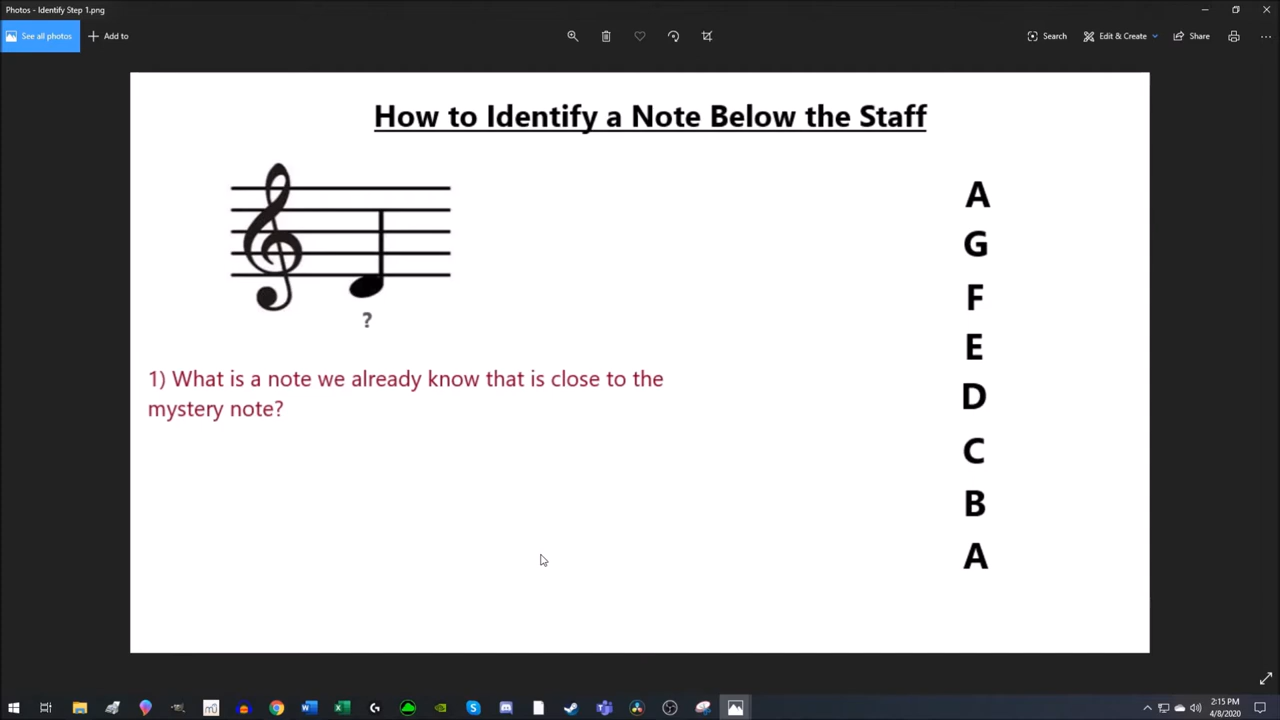 Photos - Identify Step 1.png
See all photos
Add to
Search
Edit & Create
Share
How to Identify a Note Below the Staff
?
1) What is a note we already know that is close to the
mystery note?
A
G
F
E
D
C
B
A
2:15 PM
4/8/2020